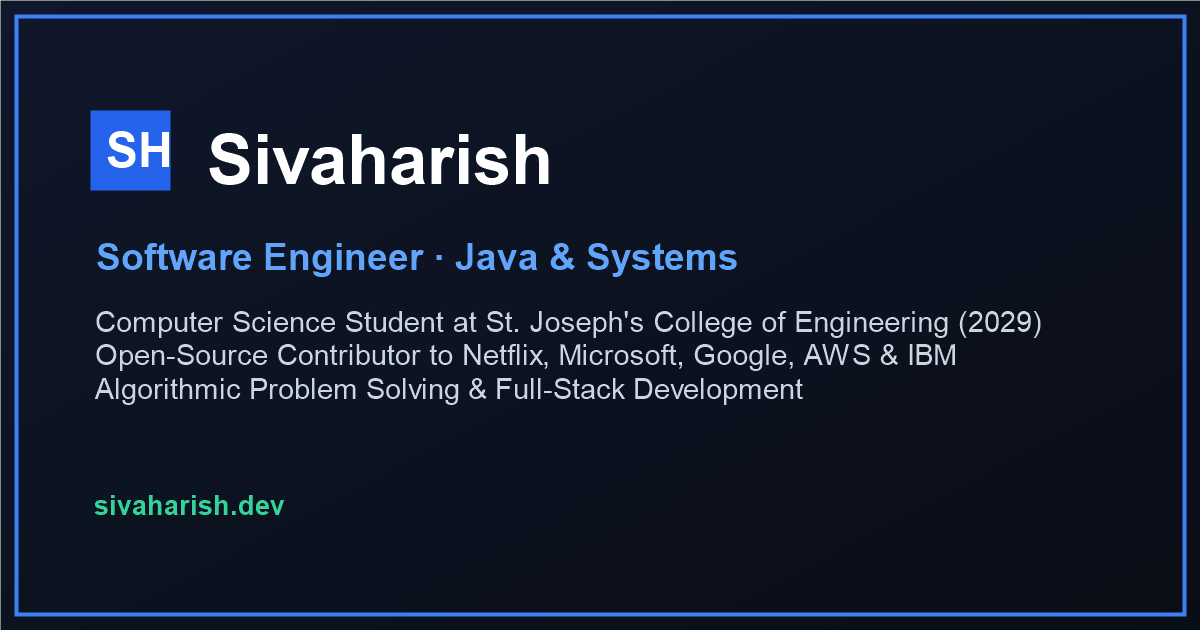 SH
Sivaharish
Software Engineer · Java & Systems
Computer Science Student at St. Joseph's College of Engineering (2029)
Open-Source Contributor to Netflix, Microsoft, Google, AWS & IBM
Algorithmic Problem Solving & Full-Stack Development
sivaharish.dev